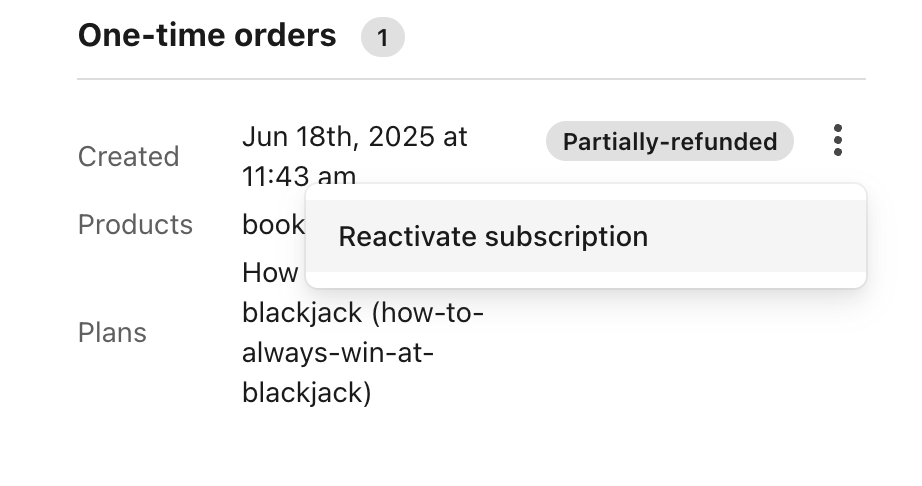 One-time orders 1
Created
Jun 18th, 2025 at
11:43 am
Partially-refunded
Products
book
Reactivate subscription
Plans
How
blackjack (how-to-
always-win-at-
blackjack)